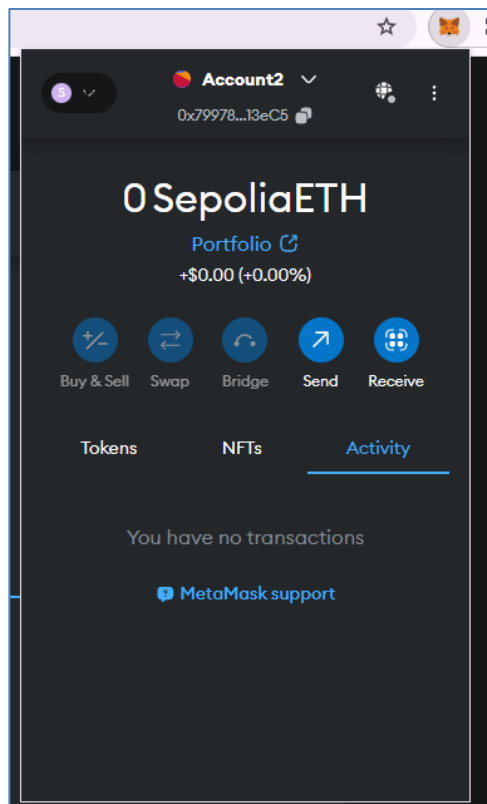 S
Account2
0x79978...13eC5
0 SepoliaETH
Portfolio
+$0.00 (+0.00%)
Buy & Sell Swap Bridge Send Receive
Tokens NFTs Activity
You have no transactions
MetaMask support